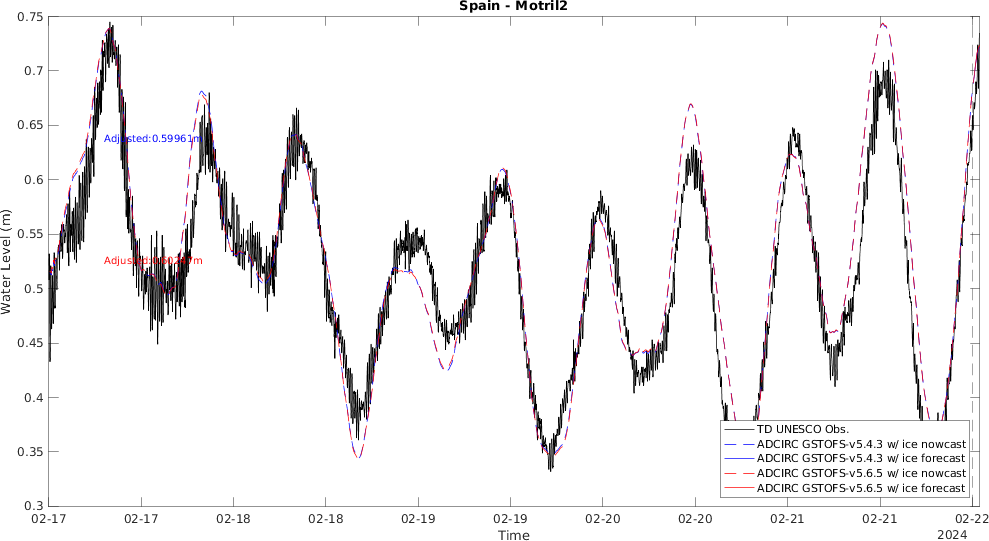 Spain - Motril2
0.75
0.7
0.65
0.6
0.55
0.5
0.45
0.4
0.35
0.3
Water Level (m)
Adjusted:0.59961m
TD UNESCO Obs.
ADCIRC GSTOFS-v5.4.3 w/ ice nowcast
ADCIRC GSTOFS-v5.4.3 w/ ice forecast
ADCIRC GSTOFS-v5.6.5 w/ ice nowcast
ADCIRC GSTOFS-v5.6.5 w/ ice forecast
02-17 02-17 02-18 02-18 02-19 02-19 02-20 02-20 02-21 02-21 02-22
Time
2024